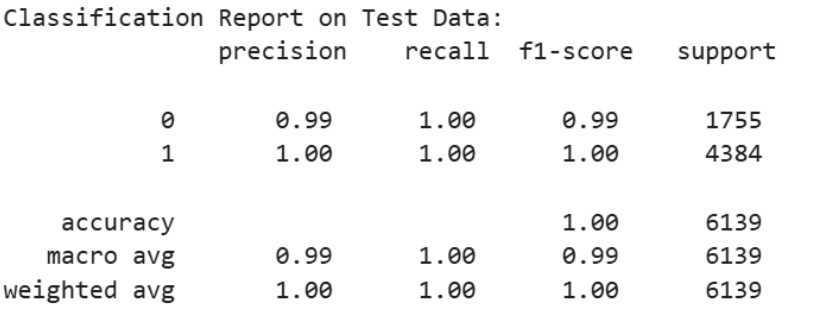 Classification Report on Test Data:
precision recall f1-score support
0 0.99 1.00 0.99 1755
1 1.00 1.00 1.00 4384
accuracy 1.00 6139
macro avg 0.99 1.00 0.99 6139
weighted avg 1.00 1.00 1.00 6139